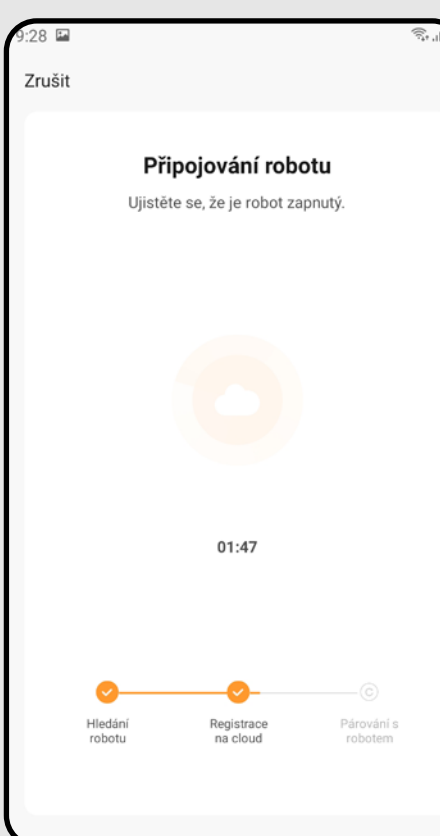 9:28
Zrušit
Připojování robotu
Ujistěte se, že je robot zapnutý.
01:47
Hledání
robotu
Registrace
na cloud
Párování s
robotem